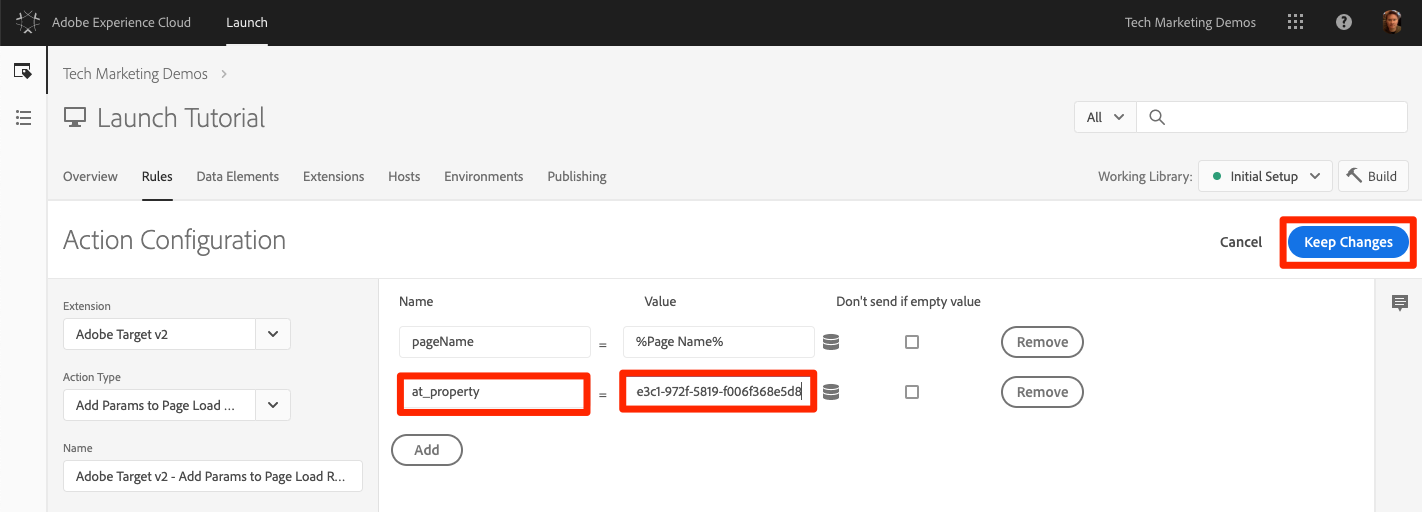 Adobe Experience Cloud Launch Tech Marketing Demos
Tech Marketing Demos
Launch Tutorial
All
Overview Rules Data Elements Extensions Hosts Environments Publishing Working Library: Initial Setup Build
Action Configuration Cancel Keep Changes
Extension
Adobe Target v2
Action Type
Add Params to Page Load ...
Name
Adobe Target v2 - Add Params to Page Load R...
Name Value Don't send if empty value
pageName = %Page Name% Remove
at_property = e3c1-972f-5819-f006f368e5d8 Remove
Add